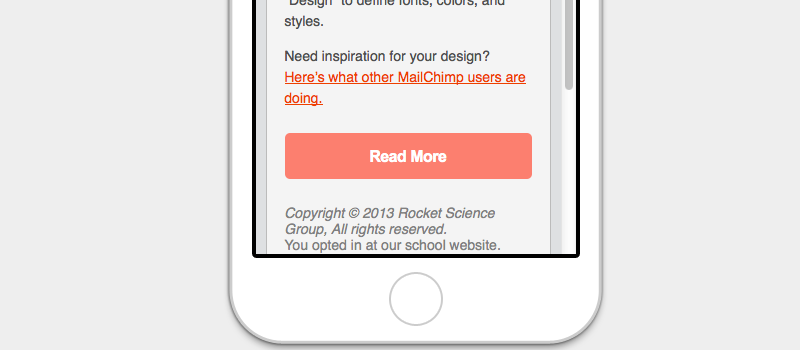 "Design" to define fonts, colors, and
styles.
Need inspiration for your design?
Here's what other MailChimp users are
doing.
Read More
Copyright © 2013 Rocket Science
Group, All rights reserved.
You opted in at our school website.